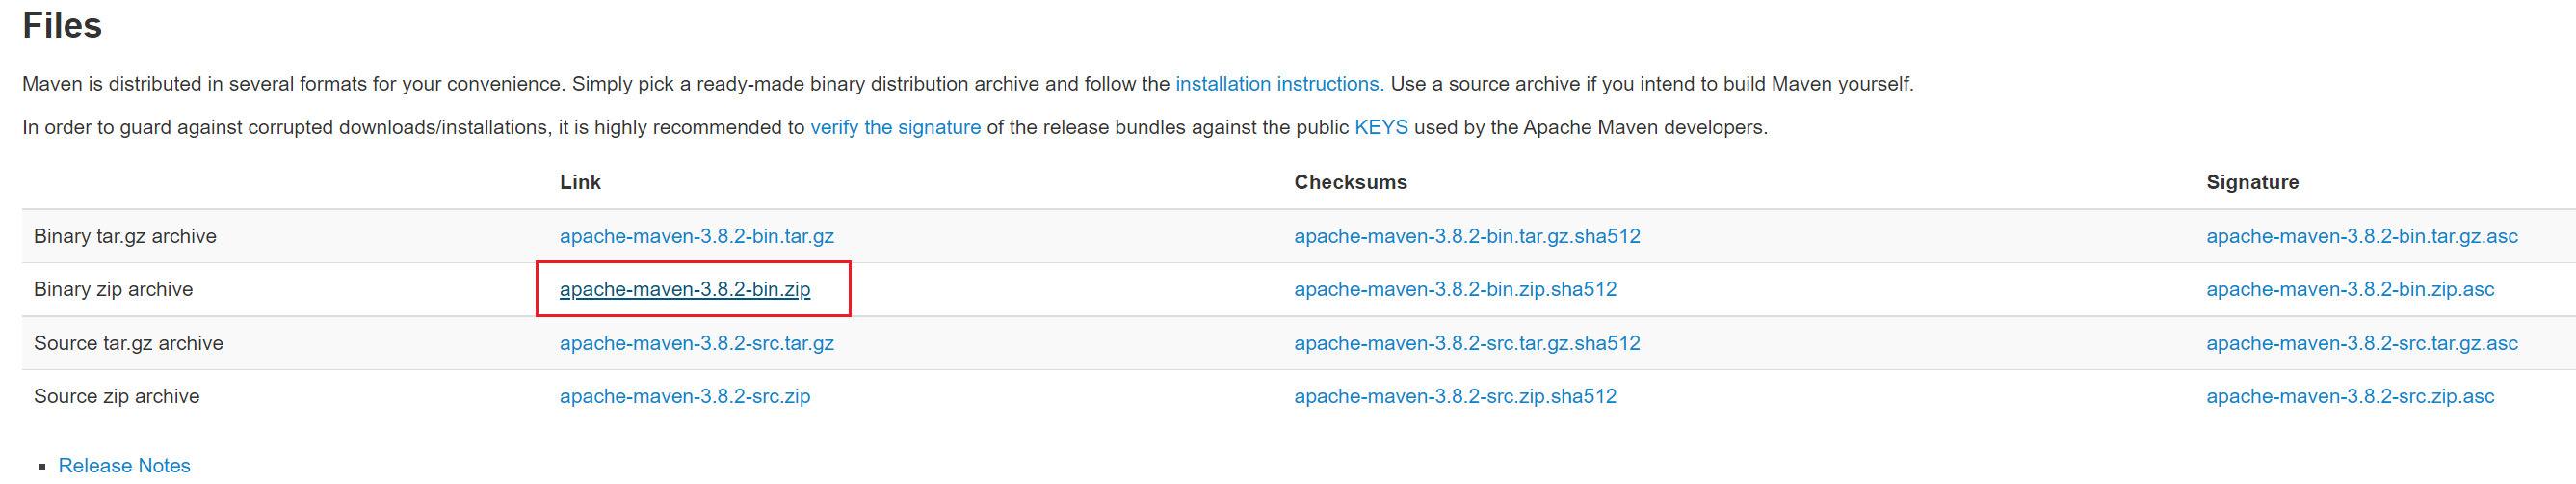 Files
Maven is distributed in several formats for your convenience. Simply pick a ready-made binary distribution archive and follow the installation instructions. Use a source archive if you intend to build Maven yourself.
In order to guard against corrupted downloads/installations, it is highly recommended to verify the signature of the release bundles against the public KEYS used by the Apache Maven developers.
Link Checksums Signature
Binary tar.gz archive apache-maven-3.8.2-bin.tar.gz apache-maven-3.8.2-bin.tar.gz.sha512 apache-maven-3.8.2-bin.tar.gz.asc
Binary zip archive apache-maven-3.8.2-bin.zip apache-maven-3.8.2-bin.zip.sha512 apache-maven-3.8.2-bin.zip.asc
Source tar.gz archive apache-maven-3.8.2-src.tar.gz apache-maven-3.8.2-src.tar.gz.sha512 apache-maven-3.8.2-src.tar.gz.asc
Source zip archive apache-maven-3.8.2-src.zip apache-maven-3.8.2-src.zip.sha512 apache-maven-3.8.2-src.zip.asc
▪ Release Notes